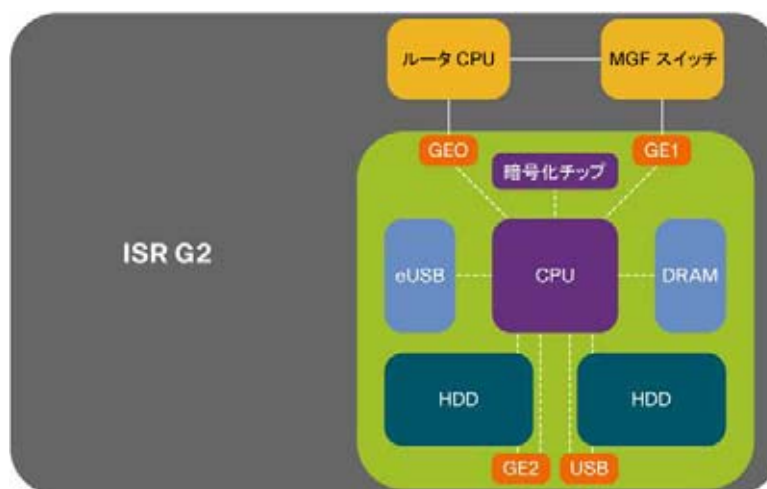 ルータ CPU
MGF スイッチ
GE0
GE1
暗号化チップ
ISR G2
eUSB
CPU
DRAM
HDD
HDD
GE2
USB